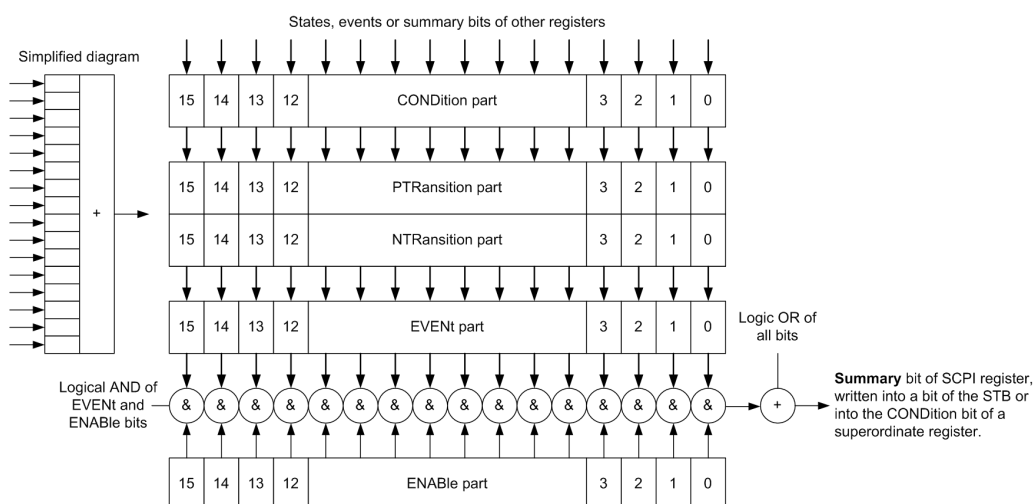 States, events or summary bits of other registers
Simplified diagram
15 14 13 12 CONDition part 3 2 1 0
15 14 13 12 PTRansition part 3 2 1 0
+
15 14 13 12 NTRansition part 3 2 1 0
15 14 13 12 EVENt part 3 2 1 0
Logic OR of
all bits
Logical AND of
EVENt and
ENABle bits
& & & & & & & & & & & & & & & &
+
Summary bit of SCPI register,
written into a bit of the STB or
into the CONDition bit of a
superordinate register.
15 14 13 12 ENABle part 3 2 1 0